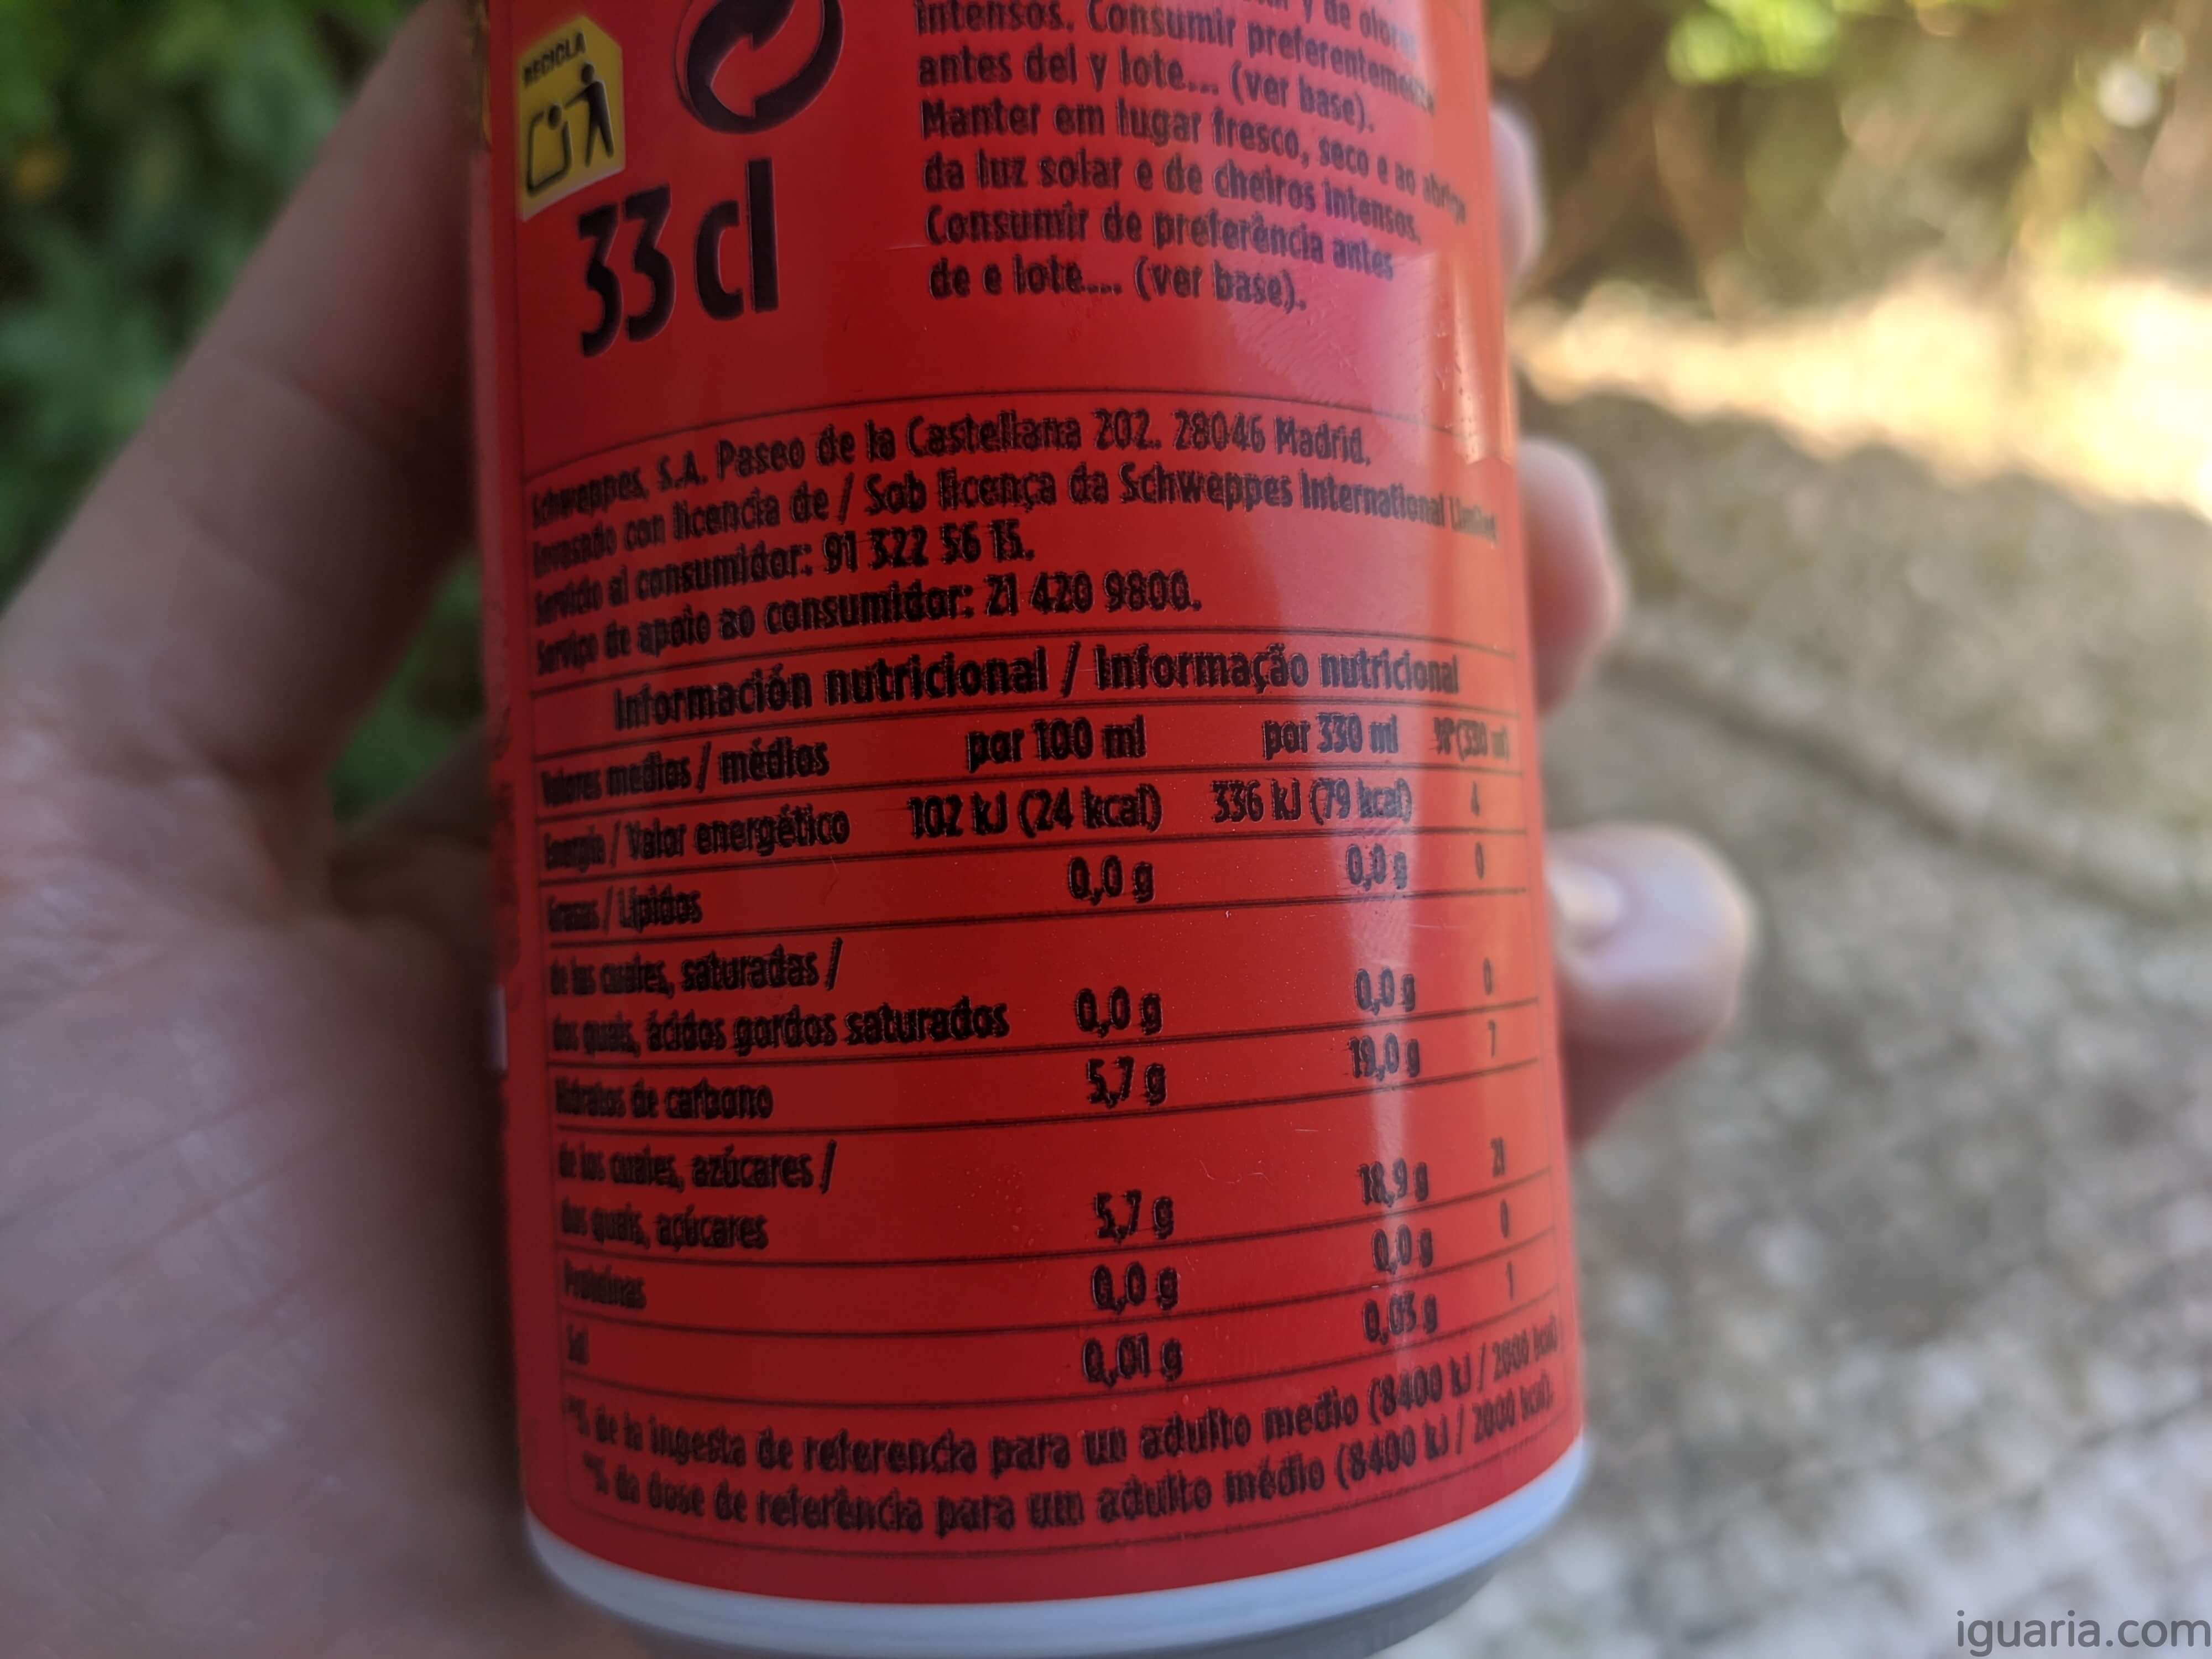 RECICLA
33 cl
y de olores
intensos. Consumir preferentemente
antes del y lote... (ver base).
Manter em lugar fresco, seco e ao abrigo
da luz solar e de cheiros intensos.
Consumir de preferência antes
de e lote... (ver base).
Schweppes, S.A. Paseo de la Castellana 202. 28046 Madrid.
Envasado con licencia de / Sob licença da Schweppes International Limited
Servicio al consumidor: 91 322 56 15.
Serviço de apoio ao consumidor: 21 420 9800.
Información nutricional / Informação nutricional
Valores medios / médios por 100 ml por 330 ml (330 ml)
Energía / Valor energético 102 kJ (24 kcal) 336 kJ (79 kcal) 4
Grasas / Lípidos 0,0 g 0,0 g 0
de las cuales, saturadas /
dos quais, ácidos gordos saturados 0,0 g 0,0 g 0
Hidratos de carbono 5,7 g 19,0 g 7
de los cuales, azúcares /
dos quais, açúcares 5,7 g 18,9 g 21
Proteínas 0,0 g 0,0 g 0
Sal 0,01 g 0,03 g 1
*% de la ingesta de referencia para un adulto medio (8400 kJ / 2000 kcal)
*% da dose de referência para um adulto médio (8400 kJ / 2000 kcal).
iguaria.com